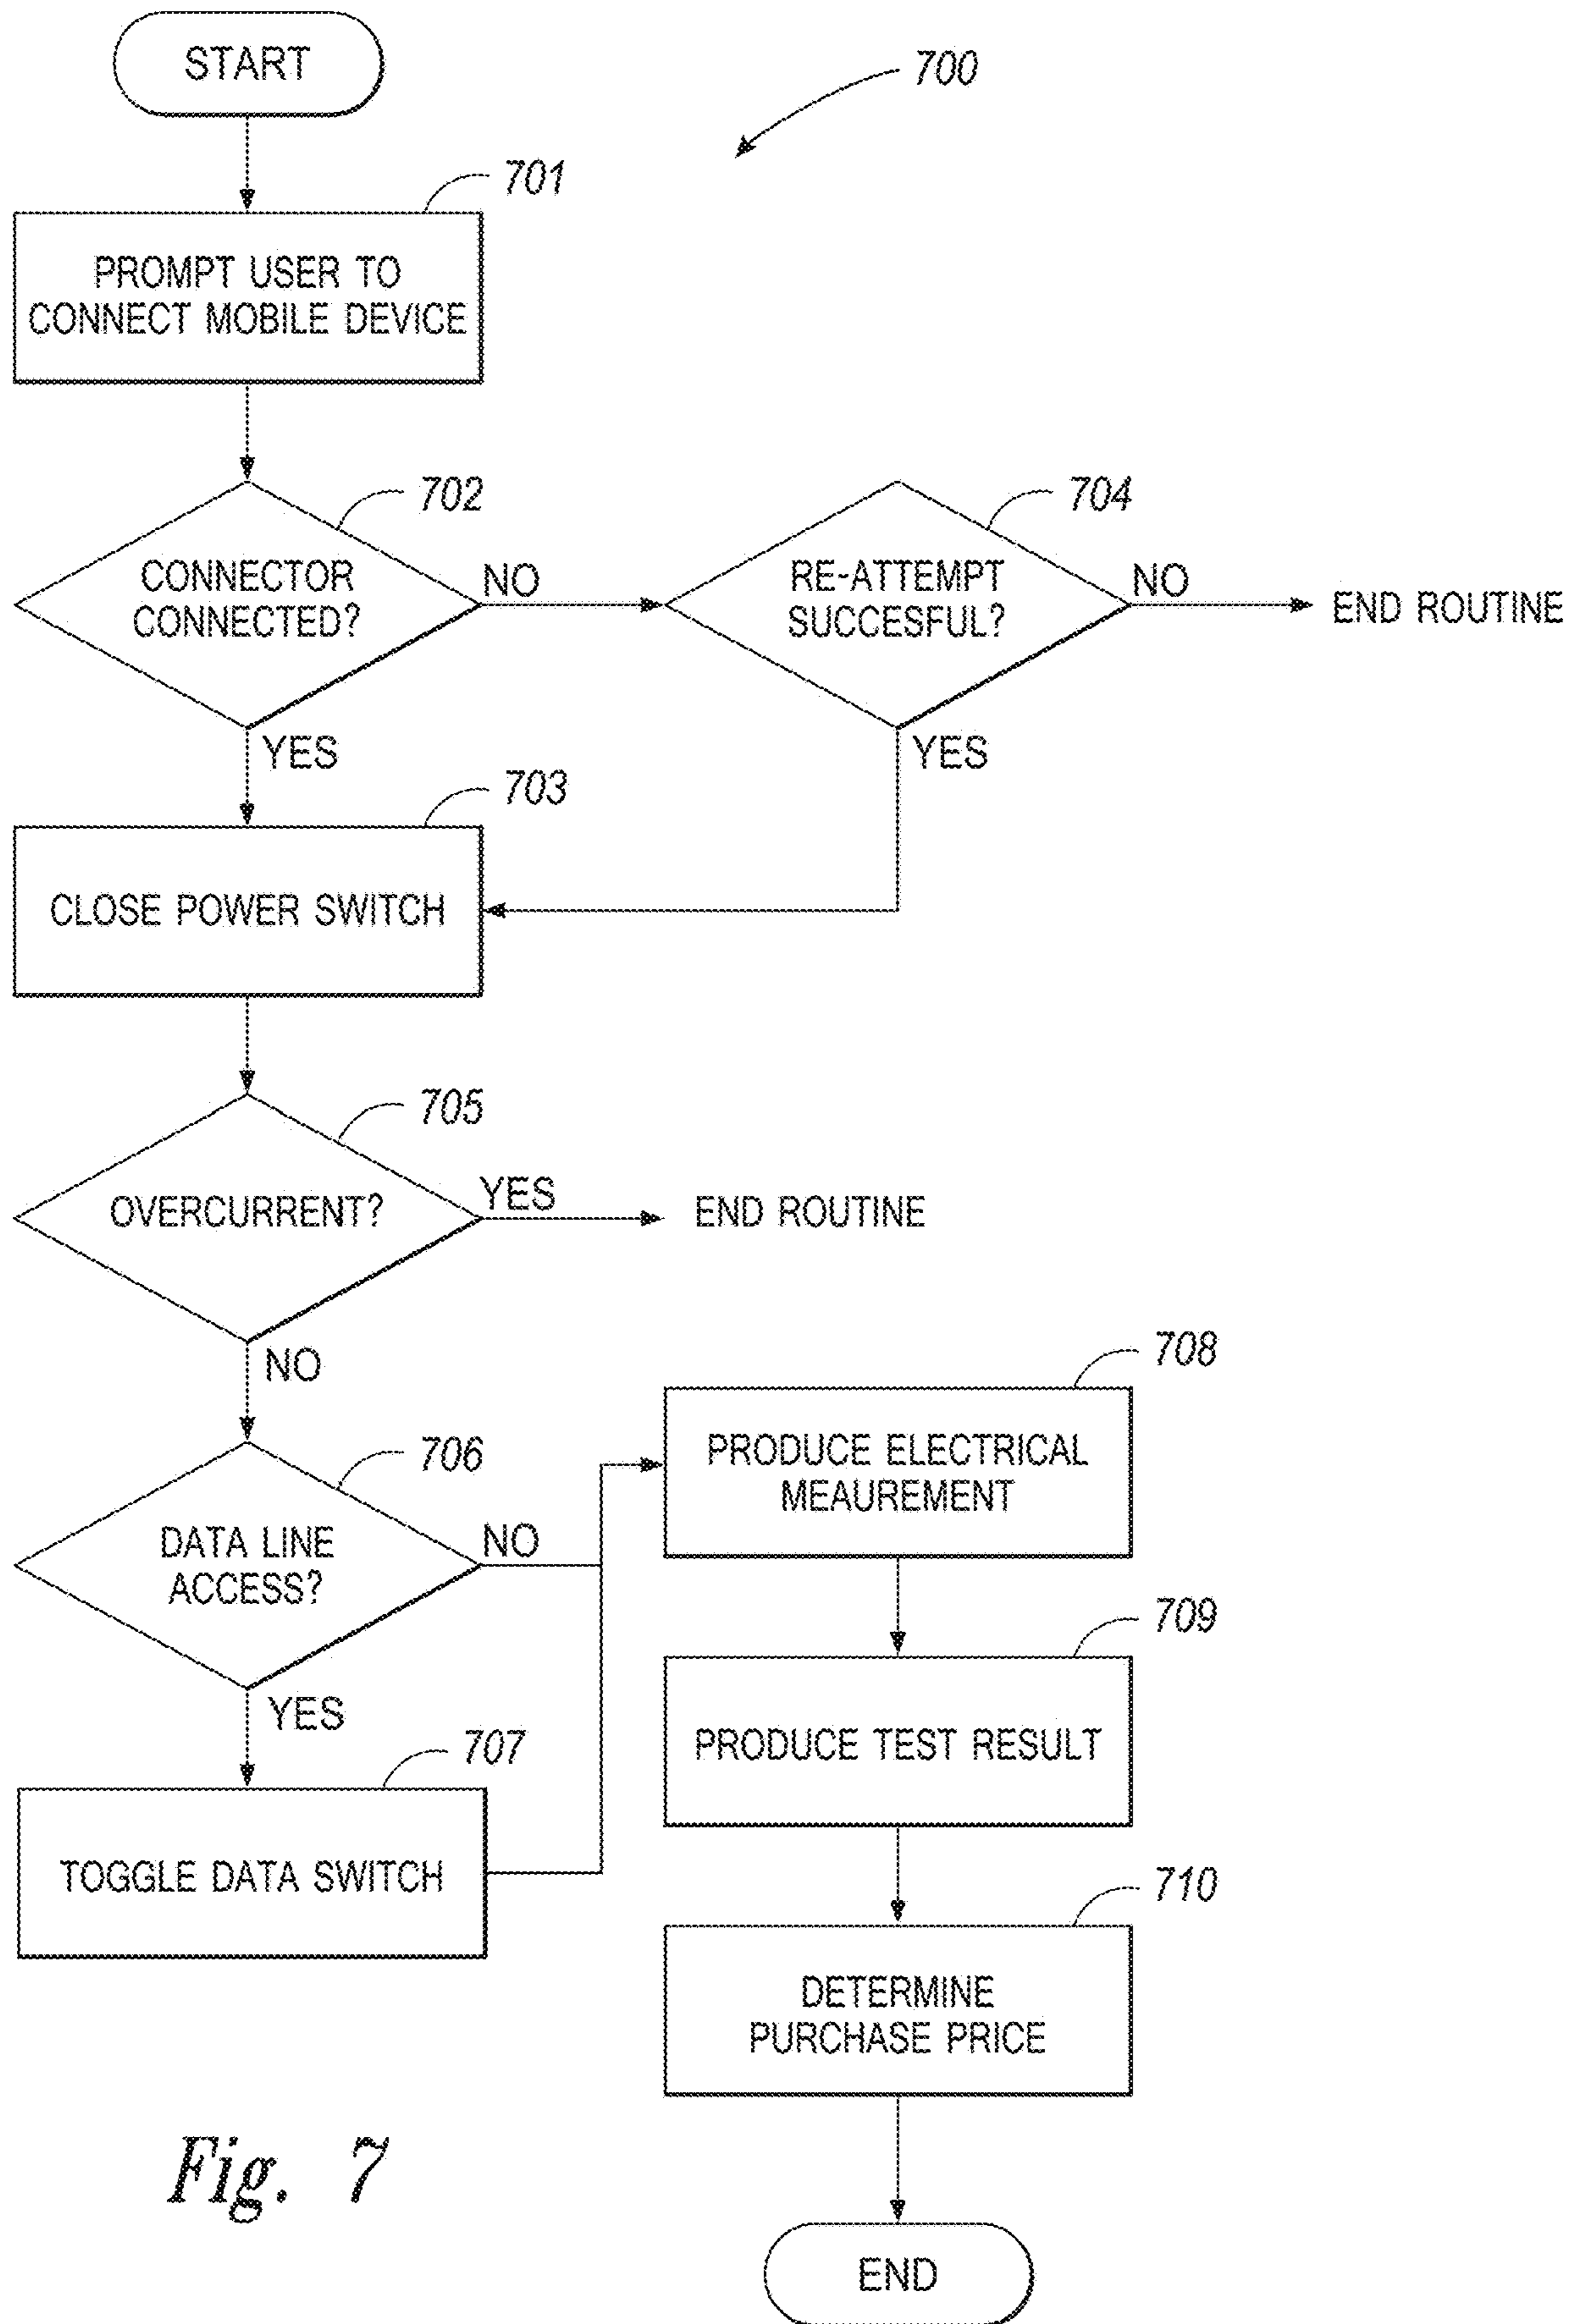 START
700
701
PROMPT USER TO
CONNECT MOBILE DEVICE
702
CONNECTOR
CONNECTED?
NO
YES
704
RE-ATTEMPT
SUCCESFUL?
NO
END ROUTINE
YES
703
CLOSE POWER SWITCH
705
OVERCURRENT?
YES
END ROUTINE
NO
706
DATA LINE
ACCESS?
NO
YES
707
TOGGLE DATA SWITCH
708
PRODUCE ELECTRICAL
MEAUREMENT
709
PRODUCE TEST RESULT
710
DETERMINE
PURCHASE PRICE
END
Fig. 7